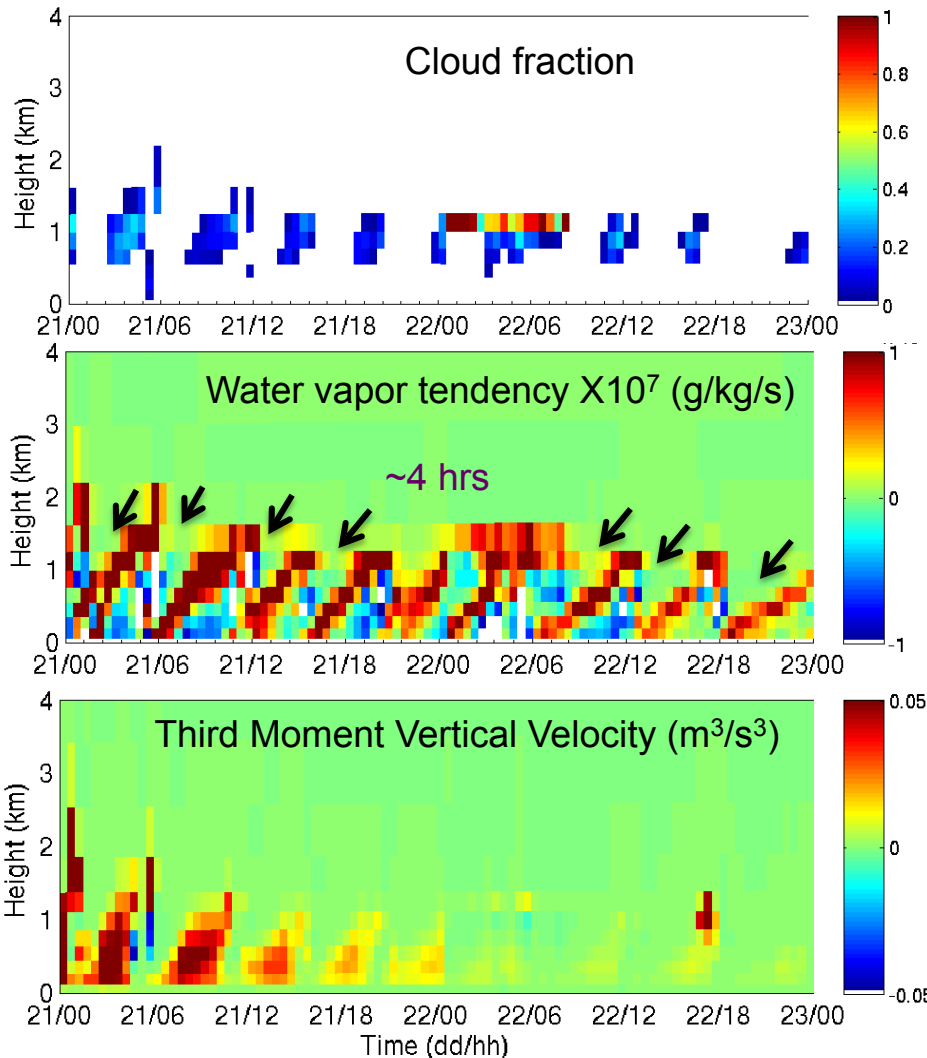 4
3
2
1
0
Height (km)
Cloud fraction
1
0.8
0.6
0.4
0.2
0
21/00 21/06 21/12 21/18 22/00 22/06 22/12 22/18 23/00
4
3
2
1
0
Height (km)
Water vapor tendency X10⁷ (g/kg/s)
~4 hrs
1
0
-1
21/00 21/06 21/12 21/18 22/00 22/06 22/12 22/18 23/00
4
3
2
1
0
Height (km)
Third Moment Vertical Velocity (m³/s³)
0.05
0
-0.05
21/00 21/06 21/12 21/18 22/00 22/06 22/12 22/18 23/00
Time (dd/hh)